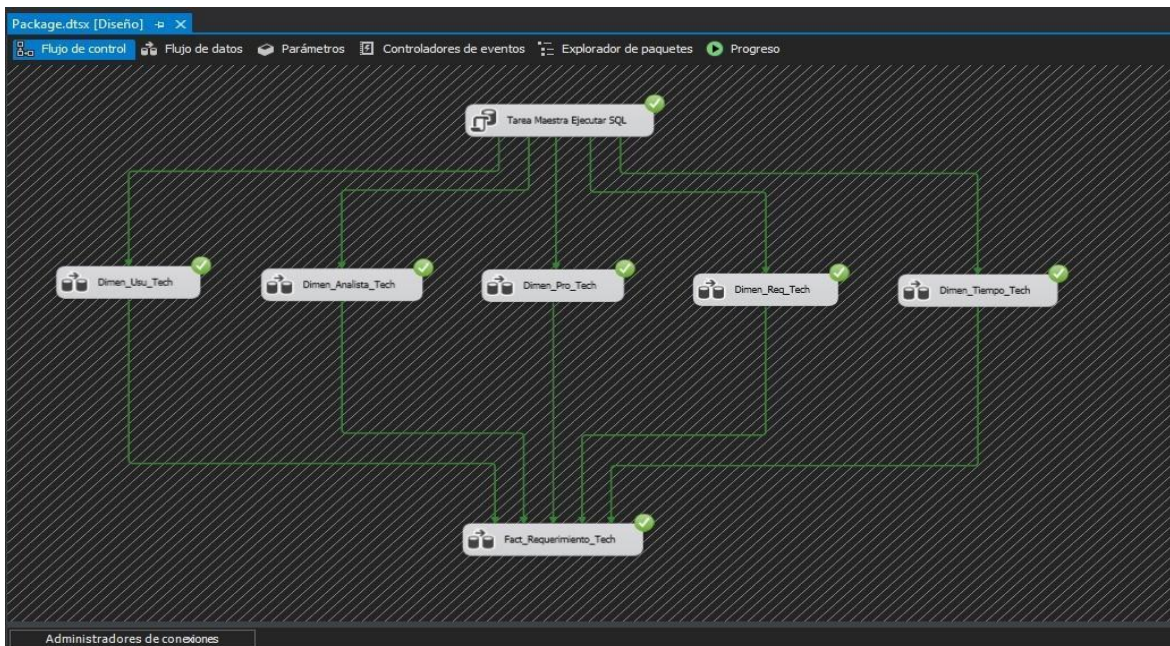 Package.dtsx [Diseño]
Flujo de control Flujo de datos Parámetros Controladores de eventos Explorador de paquetes Progreso
Tarea Maestra Ejecutar SQL
Dimen_Usu_Tech Dimen_Analista_Tech Dimen_Pro_Tech Dimen_Req_Tech Dimen_Tiempo_Tech
Fact_Requerimiento_Tech
Administradores de conexiones